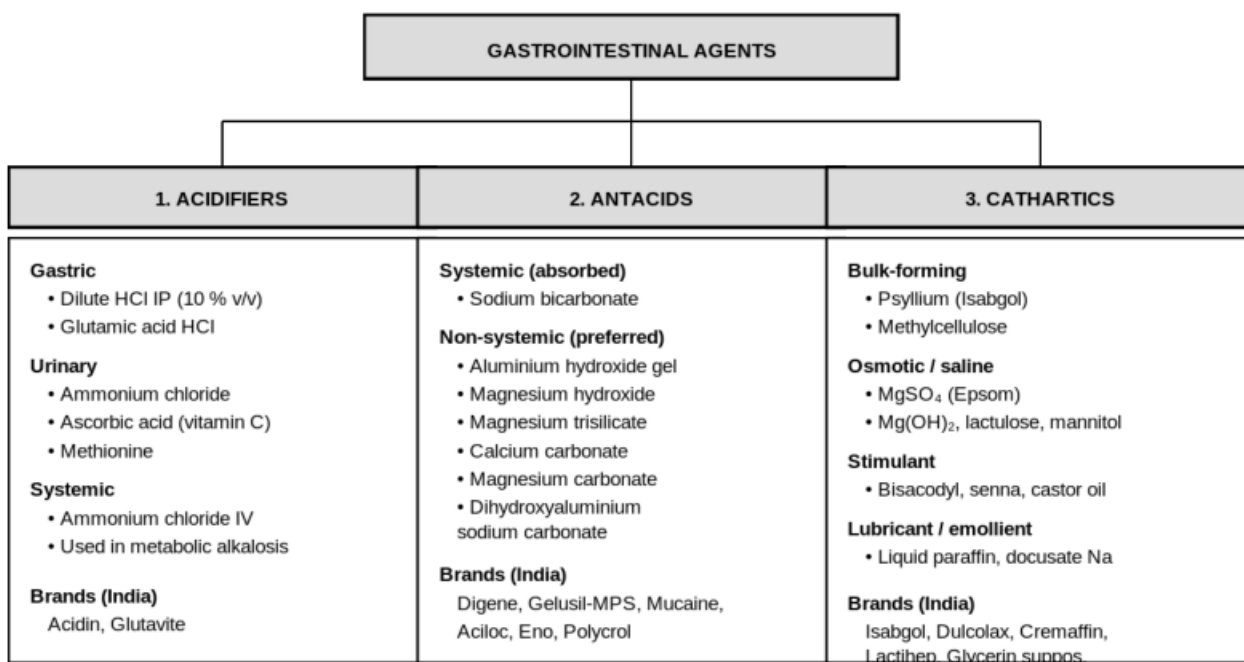 GASTROINTESTINAL AGENTS
1. ACIDIFIERS
Gastric
• Dilute HCl IP (10 % v/v)
• Glutamic acid HCl
Urinary
• Ammonium chloride
• Ascorbic acid (vitamin C)
• Methionine
Systemic
• Ammonium chloride IV
• Used in metabolic alkalosis
Brands (India)
Acidin, Glutavite
2. ANTACIDS
Systemic (absorbed)
• Sodium bicarbonate
Non-systemic (preferred)
• Aluminium hydroxide gel
• Magnesium hydroxide
• Magnesium trisilicate
• Calcium carbonate
• Magnesium carbonate
• Dihydroxyaluminium
sodium carbonate
Brands (India)
Digene, Gelusil-MPS, Mucaine,
Aciloc, Eno, Polycrol
3. CATHARTICS
Bulk-forming
• Psyllium (Isabgol)
• Methylcellulose
Osmotic / saline
• MgSO₄ (Epsom)
• Mg(OH)₂, lactulose, mannitol
Stimulant
• Bisacodyl, senna, castor oil
Lubricant / emollient
• Liquid paraffin, docusate Na
Brands (India)
Isabgol, Dulcolax, Cremaffin,
Lactihep, Glycerin suppos.